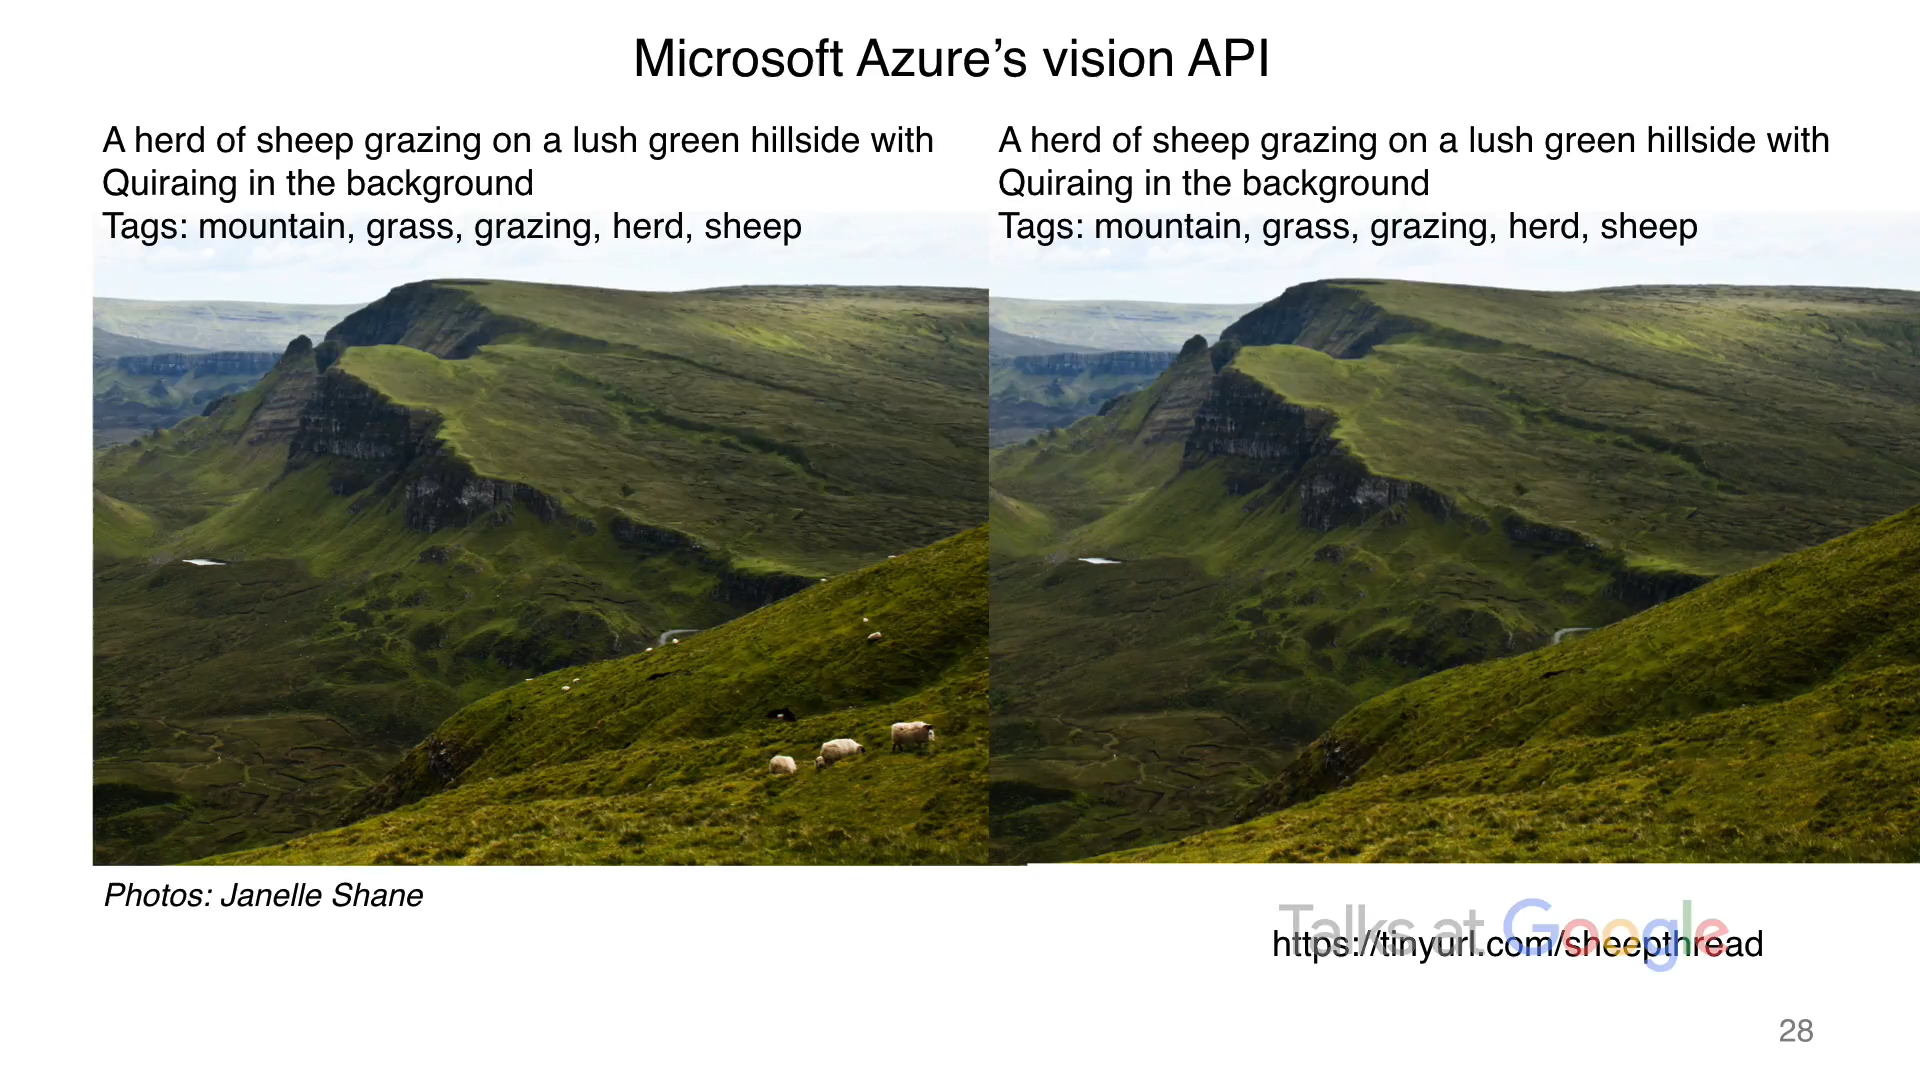 Microsoft Azure’s vision API
A herd of sheep grazing on a lush green hillside with
Quiraing in the background
Tags: mountain, grass, grazing, herd, sheep
A herd of sheep grazing on a lush green hillside with
Quiraing in the background
Tags: mountain, grass, grazing, herd, sheep
Photos: Janelle Shane
Talks at Google
https://tinyurl.com/sheepthread
28